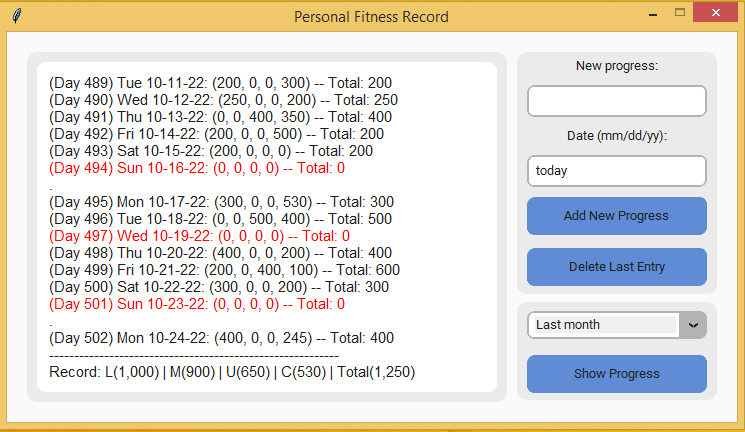 Personal Fitness Record
(Day 489) Tue 10-11-22: (200, 0, 0, 300) -- Total: 200
(Day 490) Wed 10-12-22: (250, 0, 0, 200) -- Total: 250
(Day 491) Thu 10-13-22: (0, 0, 400, 350) -- Total: 400
(Day 492) Fri 10-14-22: (200, 0, 0, 500) -- Total: 200
(Day 493) Sat 10-15-22: (200, 0, 0, 0) -- Total: 200
(Day 494) Sun 10-16-22: (0, 0, 0, 0) -- Total: 0
.
(Day 495) Mon 10-17-22: (300, 0, 0, 530) -- Total: 300
(Day 496) Tue 10-18-22: (0, 0, 500, 400) -- Total: 500
(Day 497) Wed 10-19-22: (0, 0, 0, 0) -- Total: 0
(Day 498) Thu 10-20-22: (400, 0, 0, 200) -- Total: 400
(Day 499) Fri 10-21-22: (200, 0, 400, 100) -- Total: 600
(Day 500) Sat 10-22-22: (300, 0, 0, 200) -- Total: 300
(Day 501) Sun 10-23-22: (0, 0, 0, 0) -- Total: 0
.
(Day 502) Mon 10-24-22: (400, 0, 0, 245) -- Total: 400
----------------------------------------------------------
Record: L(1,000) | M(900) | U(650) | C(530) | Total(1,250)
New progress:
Date (mm/dd/yy):
today
Add New Progress
Delete Last Entry
Last month
Show Progress